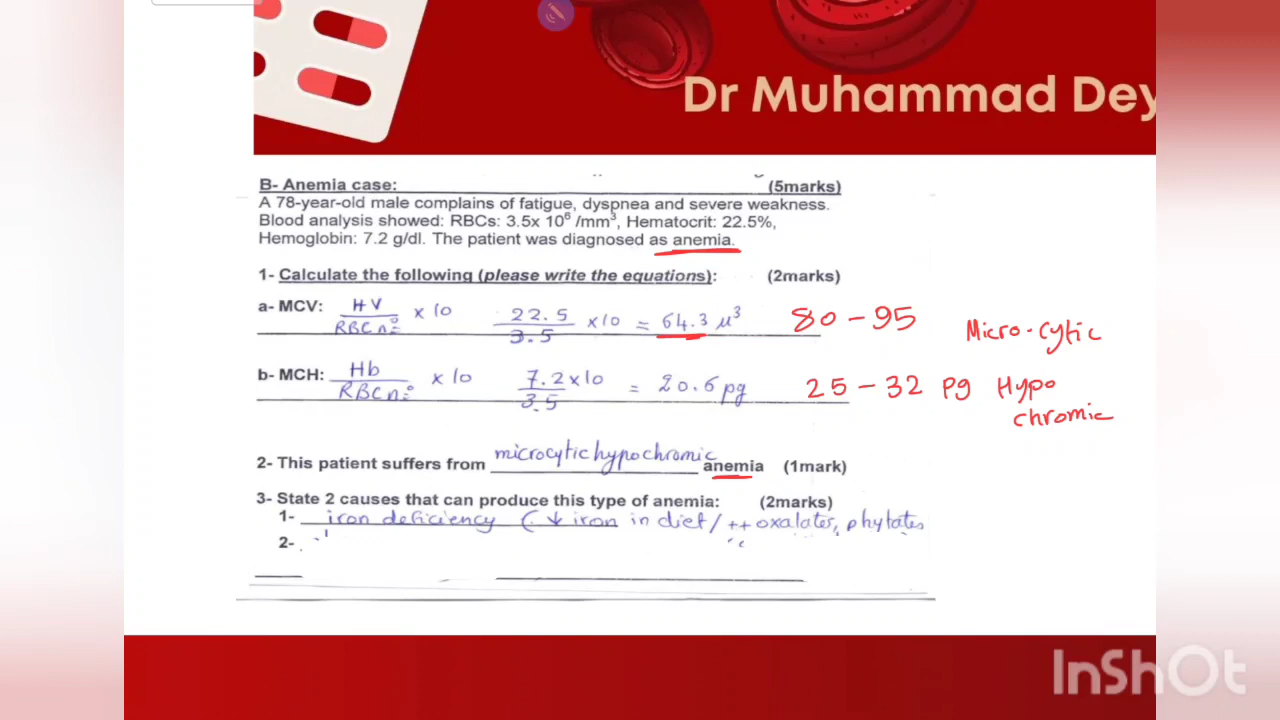 Dr Muhammad Dey
B- Anemia case: (5marks)
A 78-year-old male complains of fatigue, dyspnea and severe weakness.
Blood analysis showed: RBCs: 3.5x 10⁶ /mm³, Hematocrit: 22.5%,
Hemoglobin: 7.2 g/dl. The patient was diagnosed as anemia.
1- Calculate the following (please write the equations): (2marks)
a- MCV: HV / RBC nº x 10 22.5 / 3.5 x10 = 64.3 µ³ 80 - 95 Micro-cytic
b- MCH: Hb / RBC nº x 10 7.2 x 10 / 3.5 = 20.6 pg 25 - 32 pg Hypo
chromic
2- This patient suffers from microcytic hypochromic anemia (1mark)
3- State 2 causes that can produce this type of anemia: (2marks)
1- iron deficiency (↓ iron in diet / ++ oxalates, phytates
2-
InShOt